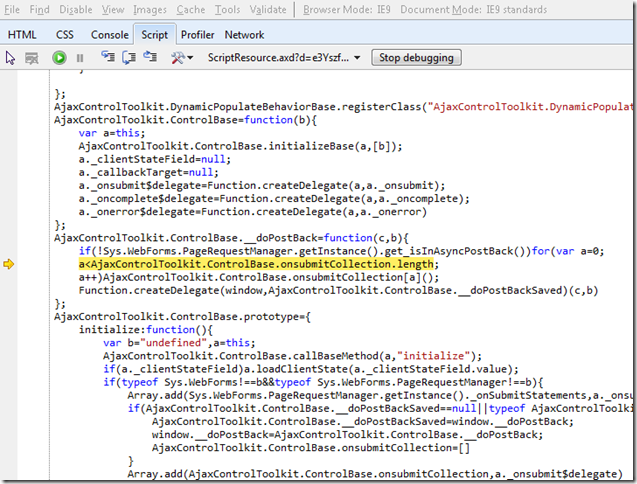 File Find Disable View Images Cache Tools Validate Browser Mode: IE9 Document Mode: IE9 standards
HTML CSS Console Script Profiler Network
ScriptResource.axd?d=e3Yszf... Stop debugging
};
AjaxControlToolkit.DynamicPopulateBehaviorBase.registerClass("AjaxControlToolkit.DynamicPopulat
AjaxControlToolkit.ControlBase=function(b){
var a=this;
AjaxControlToolkit.ControlBase.initializeBase(a,[b]);
a._clientStateField=null;
a._callbackTarget=null;
a._onsubmit$delegate=Function.createDelegate(a,a._onsubmit);
a._oncomplete$delegate=Function.createDelegate(a,a._oncomplete);
a._onerror$delegate=Function.createDelegate(a,a._onerror)
};
AjaxControlToolkit.ControlBase.__doPostBack=function(c,b){
if(!Sys.WebForms.PageRequestManager.getInstance().get_isInAsyncPostBack())for(var a=0;
a<AjaxControlToolkit.ControlBase.onsubmitCollection.length;
a++)AjaxControlToolkit.ControlBase.onsubmitCollection[a]();
Function.createDelegate(window,AjaxControlToolkit.ControlBase.__doPostBackSaved)(c,b)
};
AjaxControlToolkit.ControlBase.prototype={
initialize:function(){
var b="undefined",a=this;
AjaxControlToolkit.ControlBase.callBaseMethod(a,"initialize");
if(a._clientStateField)a.loadClientState(a._clientStateField.value);
if(typeof Sys.WebForms!==b&&typeof Sys.WebForms.PageRequestManager!==b){
Array.add(Sys.WebForms.PageRequestManager.getInstance()._onSubmitStatements,a._onsu
if(AjaxControlToolkit.ControlBase.__doPostBackSaved==null||typeof AjaxControlToolki
AjaxControlToolkit.ControlBase.__doPostBackSaved=window.__doPostBack;
window.__doPostBack=AjaxControlToolkit.ControlBase.__doPostBack;
AjaxControlToolkit.ControlBase.onsubmitCollection=[]
}
Array.add(AjaxControlToolkit.ControlBase.onsubmitCollection,a._onsubmit$delegate)